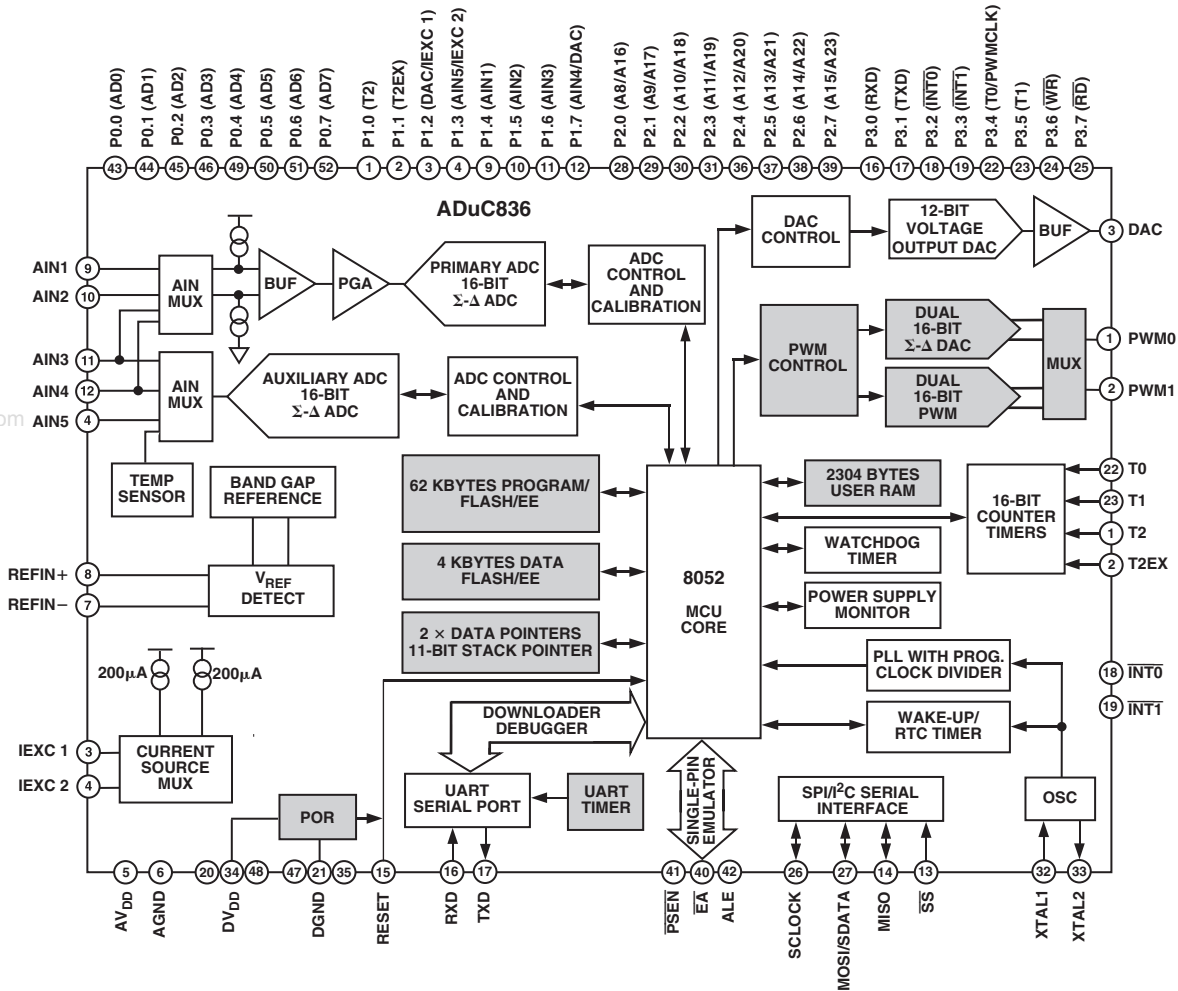 P0.0 (AD0)
P0.1 (AD1)
P0.2 (AD2)
P0.3 (AD3)
P0.4 (AD4)
P0.5 (AD5)
P0.6 (AD6)
P0.7 (AD7)
P1.0 (T2)
P1.1 (T2EX)
P1.2 (DAC/IEXC 1)
P1.3 (AIN5/IEXC 2)
P1.4 (AIN1)
P1.5 (AIN2)
P1.6 (AIN3)
P1.7 (AIN4/DAC)
P2.0 (A8/A16)
P2.1 (A9/A17)
P2.2 (A10/A18)
P2.3 (A11/A19)
P2.4 (A12/A20)
P2.5 (A13/A21)
P2.6 (A14/A22)
P2.7 (A15/A23)
P3.0 (RXD)
P3.1 (TXD)
P3.2 (INT0)
P3.3 (INT1)
P3.4 (T0/PWMCLK)
P3.5 (T1)
P3.6 (WR)
P3.7 (RD)
43 44 45 46 49 50 51 52 1 2 3 4 9 10 11 12 28 29 30 31 36 37 38 39 16 17 18 19 22 23 24 25
ADuC836
AIN1 9
AIN2 10
AIN3 11
AIN4 12
AIN5 4
om
AIN
MUX
BUF
PGA
PRIMARY ADC
16-BIT
Σ-Δ ADC
ADC
CONTROL
AND
CALIBRATION
AIN
MUX
AUXILIARY ADC
16-BIT
Σ-Δ ADC
ADC CONTROL
AND
CALIBRATION
DAC
CONTROL
12-BIT
VOLTAGE
OUTPUT DAC
BUF
3 DAC
PWM
CONTROL
DUAL
16-BIT
Σ-Δ DAC
DUAL
16-BIT
PWM
MUX
1 PWM0
2 PWM1
TEMP
SENSOR
BAND GAP
REFERENCE
REFIN+ 8
REFIN− 7
VREF
DETECT
62 KBYTES PROGRAM/
FLASH/EE
4 KBYTES DATA
FLASH/EE
2 × DATA POINTERS
11-BIT STACK POINTER
8052
MCU
CORE
2304 BYTES
USER RAM
WATCHDOG
TIMER
POWER SUPPLY
MONITOR
16-BIT
COUNTER
TIMERS
22 T0
23 T1
1 T2
2 T2EX
PLL WITH PROG.
CLOCK DIVIDER
WAKE-UP/
RTC TIMER
18 INT0
19 INT1
200µA
200µA
IEXC 1 3
IEXC 2 4
CURRENT
SOURCE
MUX
DOWNLOADER
DEBUGGER
POR
UART
SERIAL PORT
UART
TIMER
SINGLE-PIN
EMULATOR
SPI/I2C SERIAL
INTERFACE
OSC
5 6 20 34 48 47 21 35 15 16 17 41 40 42 26 27 14 13 32 33
AVDD
AGND
DVDD
DGND
RESET
RXD
TXD
PSEN
EA
ALE
SCLOCK
MOSI/SDATA
MISO
SS
XTAL1
XTAL2